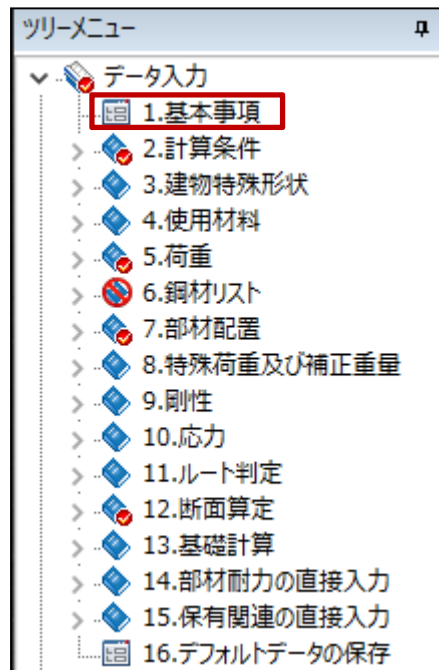 ツリーメニュー
データ入力
1.基本事項
2.計算条件
3.建物特殊形状
4.使用材料
5.荷重
6.鋼材リスト
7.部材配置
8.特殊荷重及び補正重量
9.剛性
10.応力
11.ルート判定
12.断面算定
13.基礎計算
14.部材耐力の直接入力
15.保有関連の直接入力
16.デフォルトデータの保存